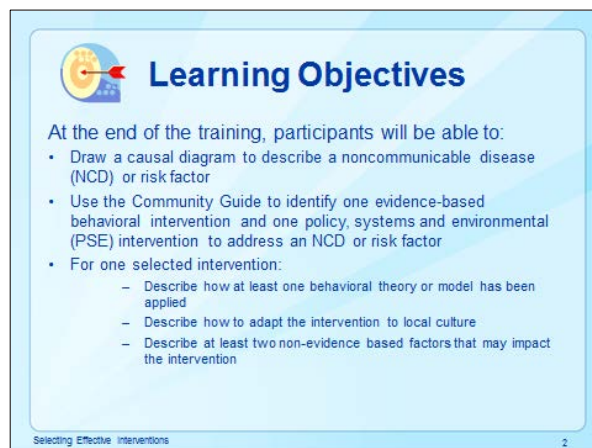 Learning Objectives
At the end of the training, participants will be able to:
• Draw a causal diagram to describe a noncommunicable disease
(NCD) or risk factor
• Use the Community Guide to identify one evidence-based
behavioral intervention and one policy, systems and environmental
(PSE) intervention to address an NCD or risk factor
• For one selected intervention:
– Describe how at least one behavioral theory or model has been
applied
– Describe how to adapt the intervention to local culture
– Describe at least two non-evidence based factors that may impact
the intervention
Selecting Effective Interventions 2